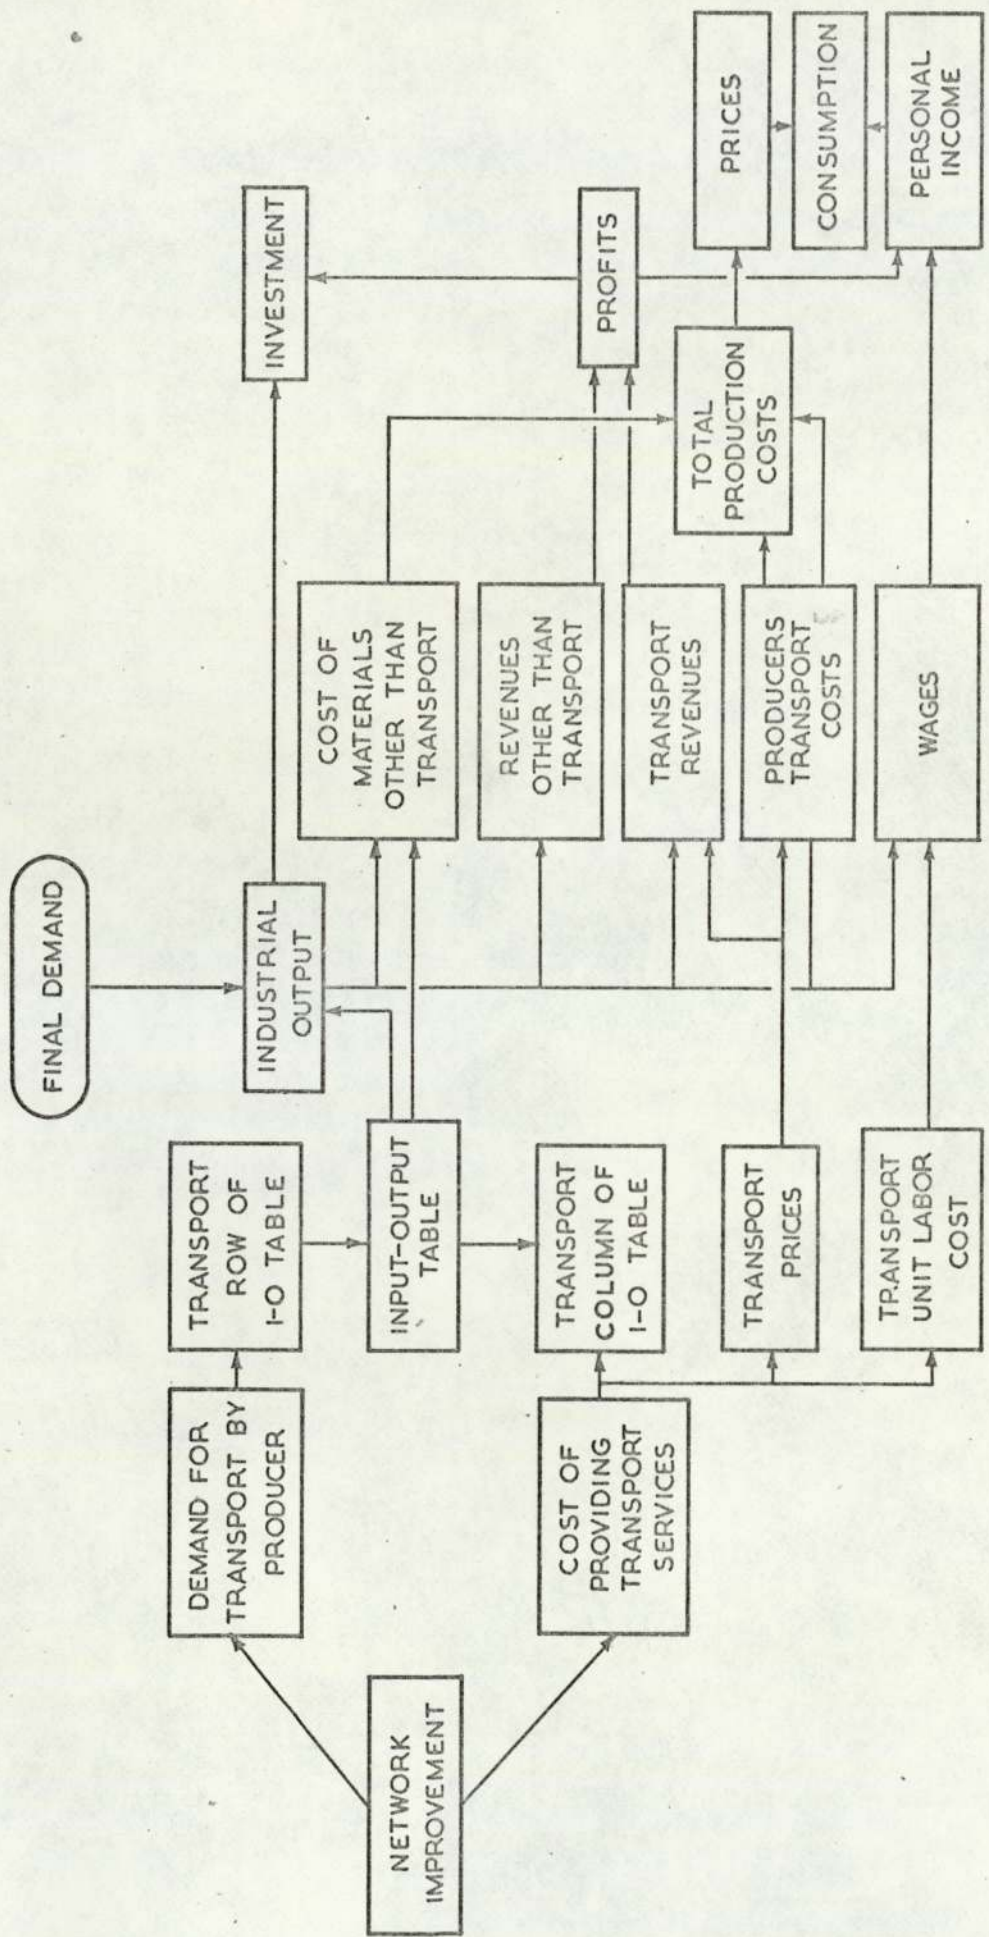 FINAL DEMAND
NETWORK
IMPROVEMENT
DEMAND FOR
TRANSPORT BY
PRODUCER
COST OF
PROVIDING
TRANSPORT
SERVICES
TRANSPORT
ROW OF
I-O TABLE
INPUT-OUTPUT
TABLE
TRANSPORT
COLUMN OF
I-O TABLE
TRANSPORT
PRICES
TRANSPORT
UNIT LABOR
COST
INDUSTRIAL
OUTPUT
COST OF
MATERIALS
OTHER THAN
TRANSPORT
REVENUES
OTHER THAN
TRANSPORT
TRANSPORT
REVENUES
PRODUCERS
TRANSPORT
COSTS
WAGES
INVESTMENT
PROFITS
TOTAL
PRODUCTION
COSTS
PRICES
CONSUMPTION
PERSONAL
INCOME